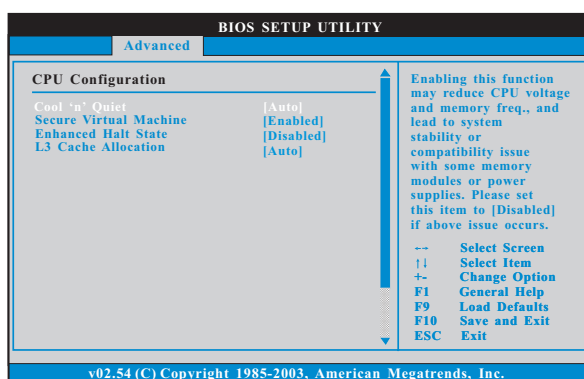 BIOS SETUP UTILITY
Advanced
CPU Configuration
Cool ‘n’ Quiet [Auto]
Secure Virtual Machine [Enabled]
Enhanced Halt State [Disabled]
L3 Cache Allocation [Auto]
Enabling this function
may reduce CPU voltage
and memory freq., and
lead to system
stability or
compatibility issue
with some memory
modules or power
supplies. Please set
this item to [Disabled]
if above issue occurs.
←→ Select Screen
↑↓ Select Item
+- Change Option
F1 General Help
F9 Load Defaults
F10 Save and Exit
ESC Exit
v02.54 (C) Copyright 1985-2003, American Megatrends, Inc.